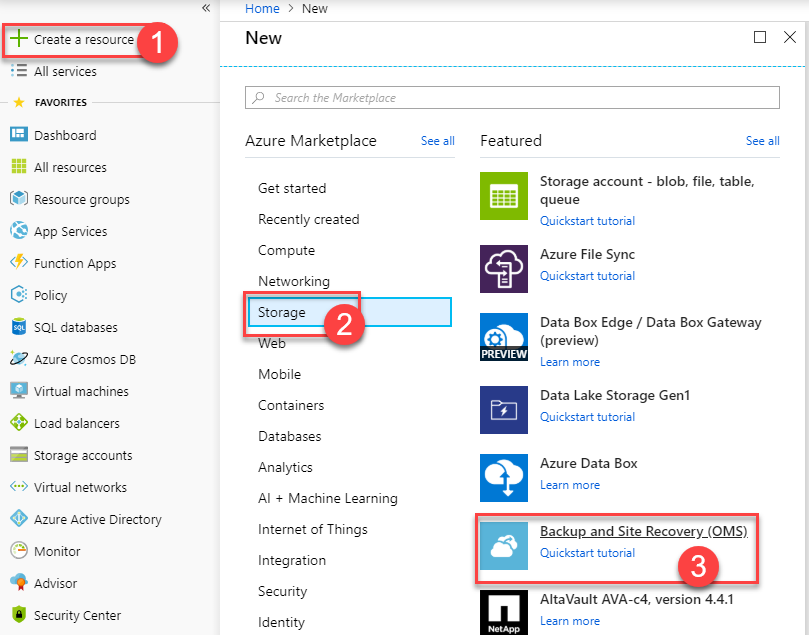 «
Create a resource
1
All services
FAVORITES
Dashboard
All resources
Resource groups
App Services
Function Apps
Policy
SQL
SQL databases
Azure Cosmos DB
Virtual machines
Load balancers
Storage accounts
Virtual networks
Azure Active Directory
Monitor
Advisor
Security Center
Home > New
New
Search the Marketplace
Azure Marketplace
See all
Get started
Recently created
Compute
Networking
Storage
2
Web
Mobile
Containers
Databases
Analytics
AI + Machine Learning
Internet of Things
Integration
Security
Identity
Featured
See all
Storage account - blob, file, table,
queue
Quickstart tutorial
Azure File Sync
Quickstart tutorial
PREVIEW
Data Box Edge / Data Box Gateway
(preview)
Learn more
Data Lake Storage Gen1
Quickstart tutorial
Azure Data Box
Learn more
Backup and Site Recovery (OMS)
Quickstart tutorial
3
NetApp
AltaVault AVA-c4, version 4.4.1
Learn more